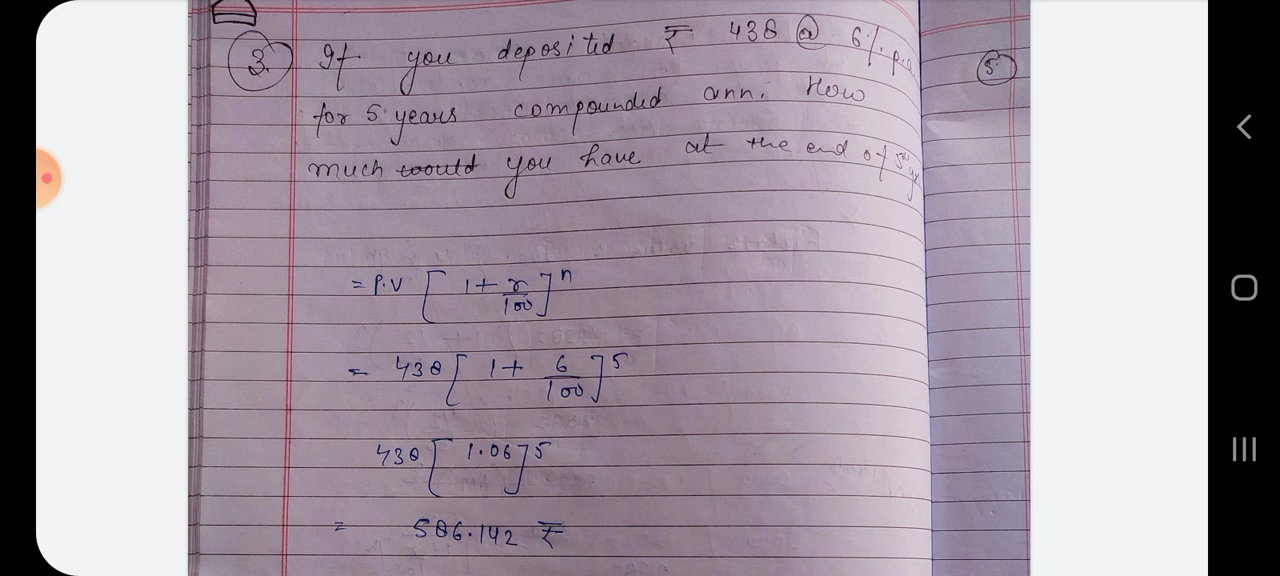 3. If you deposited ₹ 438 @ 6% p.a
5
for 5 years compounded ann. How
much would you have at the end of 5th yr
= P.V [1 + r/100]^n
= 438 [1 + 6/100]^5
438 [1.06]^5
= 586.142 ₹